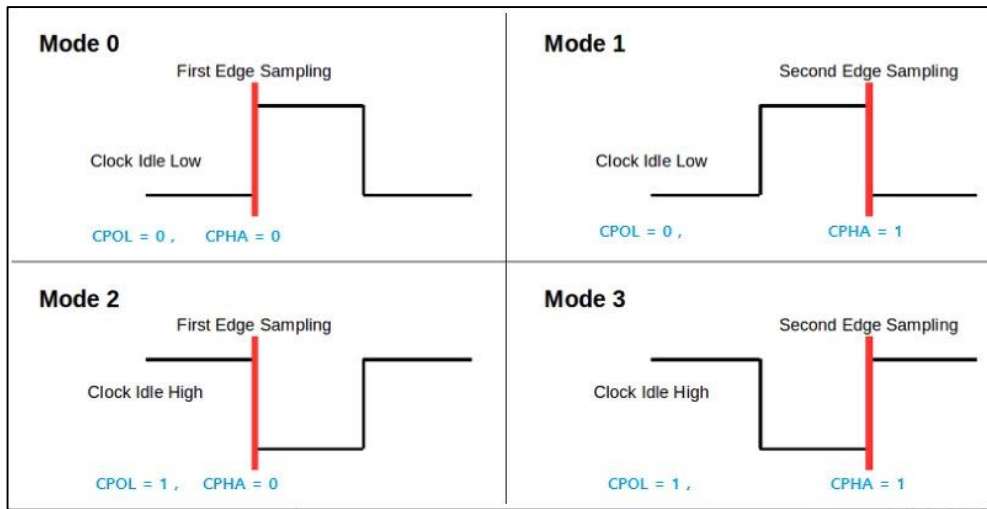 Mode 0
First Edge Sampling
Clock Idle Low
CPOL = 0 , CPHA = 0
Mode 1
Second Edge Sampling
Clock Idle Low
CPOL = 0 , CPHA = 1
Mode 2
First Edge Sampling
Clock Idle High
CPOL = 1 , CPHA = 0
Mode 3
Second Edge Sampling
Clock Idle High
CPOL = 1 , CPHA = 1